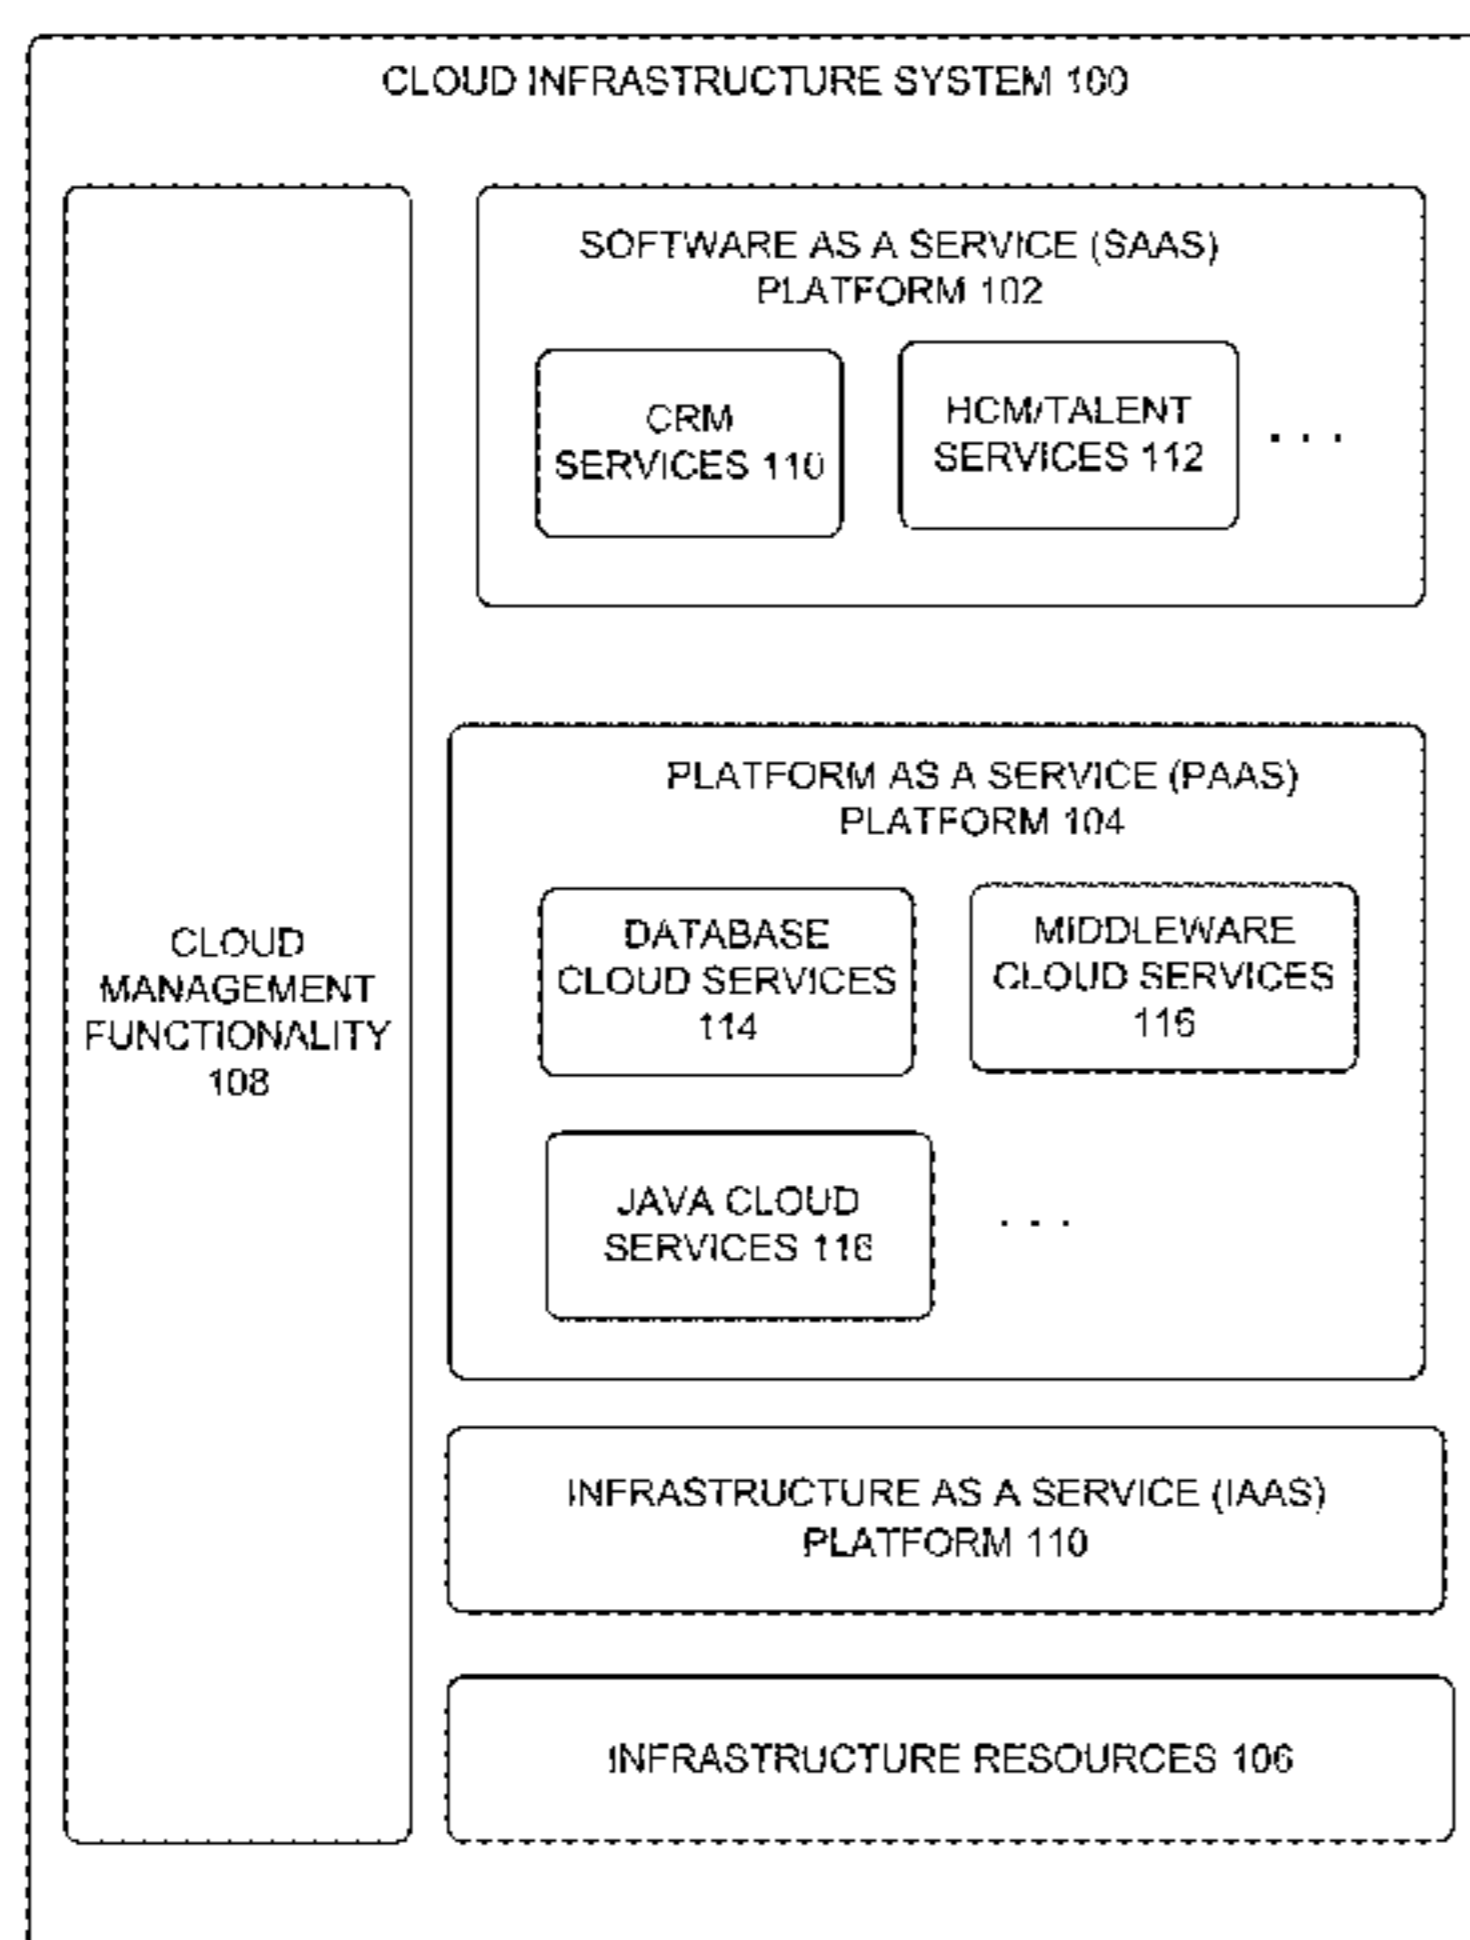 CLOUD INFRASTRUCTURE SYSTEM 100
SOFTWARE AS A SERVICE (SAAS)
PLATFORM 102
CRM
SERVICES 110
HCM/TALENT
SERVICES 112
. . .
PLATFORM AS A SERVICE (PAAS)
PLATFORM 104
DATABASE
CLOUD SERVICES
114
MIDDLEWARE
CLOUD SERVICES
116
JAVA CLOUD
SERVICES 116
. . .
CLOUD
MANAGEMENT
FUNCTIONALITY
108
INFRASTRUCTURE AS A SERVICE (IAAS)
PLATFORM 110
INFRASTRUCTURE RESOURCES 106